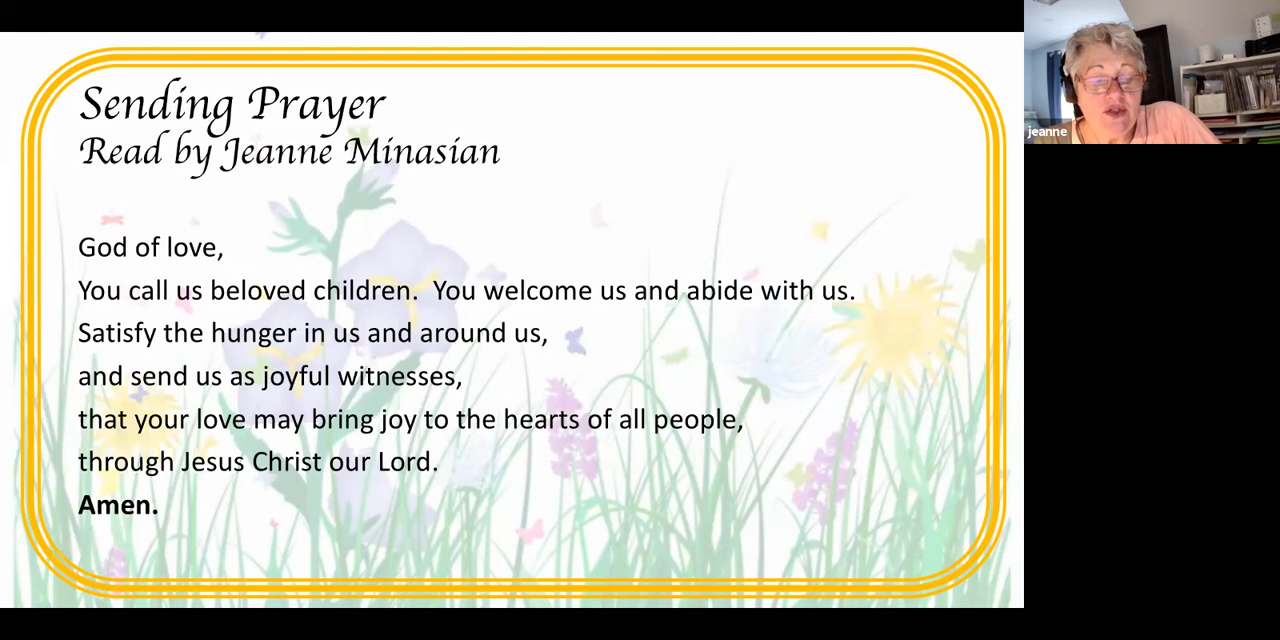 Sending Prayer
Read by Jeanne Minasian
God of love,
You call us beloved children.  You welcome us and abide with us.
Satisfy the hunger in us and around us,
and send us as joyful witnesses,
that your love may bring joy to the hearts of all people,
through Jesus Christ our Lord.
Amen.
jeanne